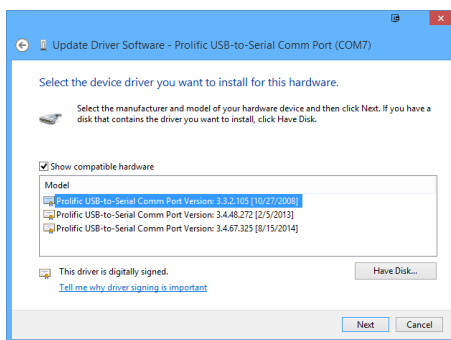 Update Driver Software - Prolific USB-to-Serial Comm Port (COM7)
Select the device driver you want to install for this hardware.
Select the manufacturer and model of your hardware device and then click Next. If you have a
disk that contains the driver you want to install, click Have Disk.
Show compatible hardware
Model
Prolific USB-to-Serial Comm Port Version: 3.3.2.105 [10/27/2008]
Prolific USB-to-Serial Comm Port Version: 3.4.48.272 [2/5/2013]
Prolific USB-to-Serial Comm Port Version: 3.4.67.325 [8/15/2014]
This driver is digitally signed.
Have Disk...
Tell me why driver signing is important
Next
Cancel